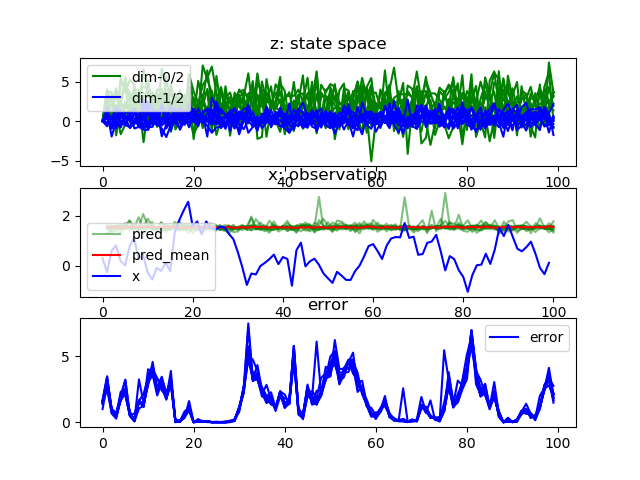 z: state space
dim-0/2
dim-1/2
5
0
−5
0 20 40 60 80 100
x: observation
pred
pred_mean
x
2
0
0 20 40 60 80 100
error
error
5
0
0 20 40 60 80 100